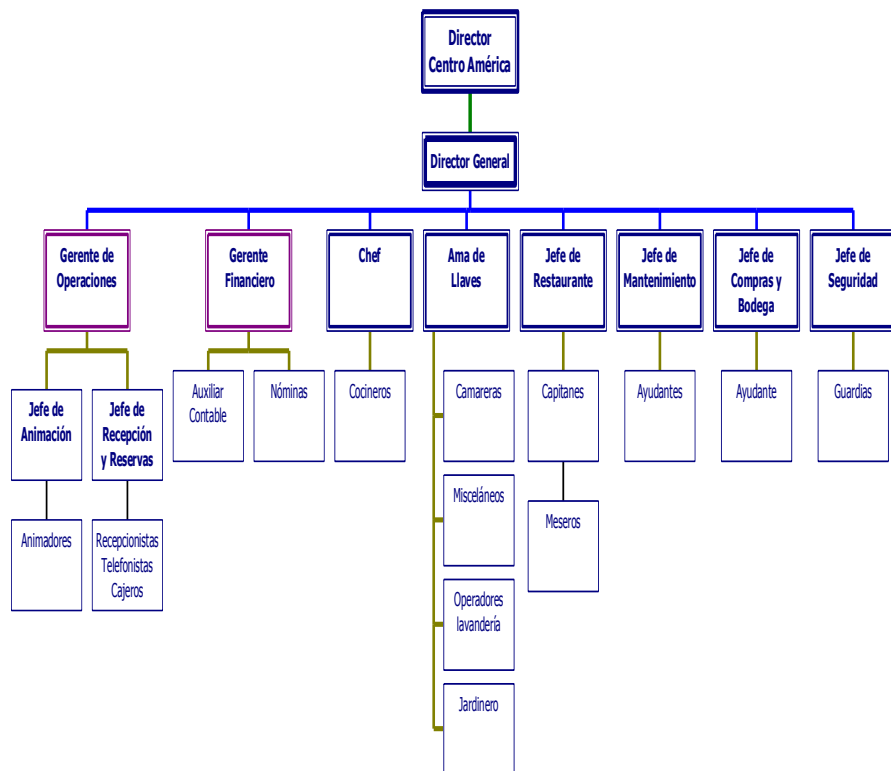 Director
Centro América
Director General
Gerente de
Operaciones
Gerente
Financiero
Chef
Ama de
Llaves
Jefe de
Restaurante
Jefe de
Mantenimiento
Jefe de
Compras y
Bodega
Jefe de
Seguridad
Jefe de
Animación
Jefe de
Recepción
y Reservas
Auxiliar
Contable
Nóminas
Cocineros
Camareras
Capitanes
Ayudantes
Ayudante
Guardias
Animadores
Recepcionistas
Telefonistas
Cajeros
Misceláneos
Meseros
Operadores
lavandería
Jardinero